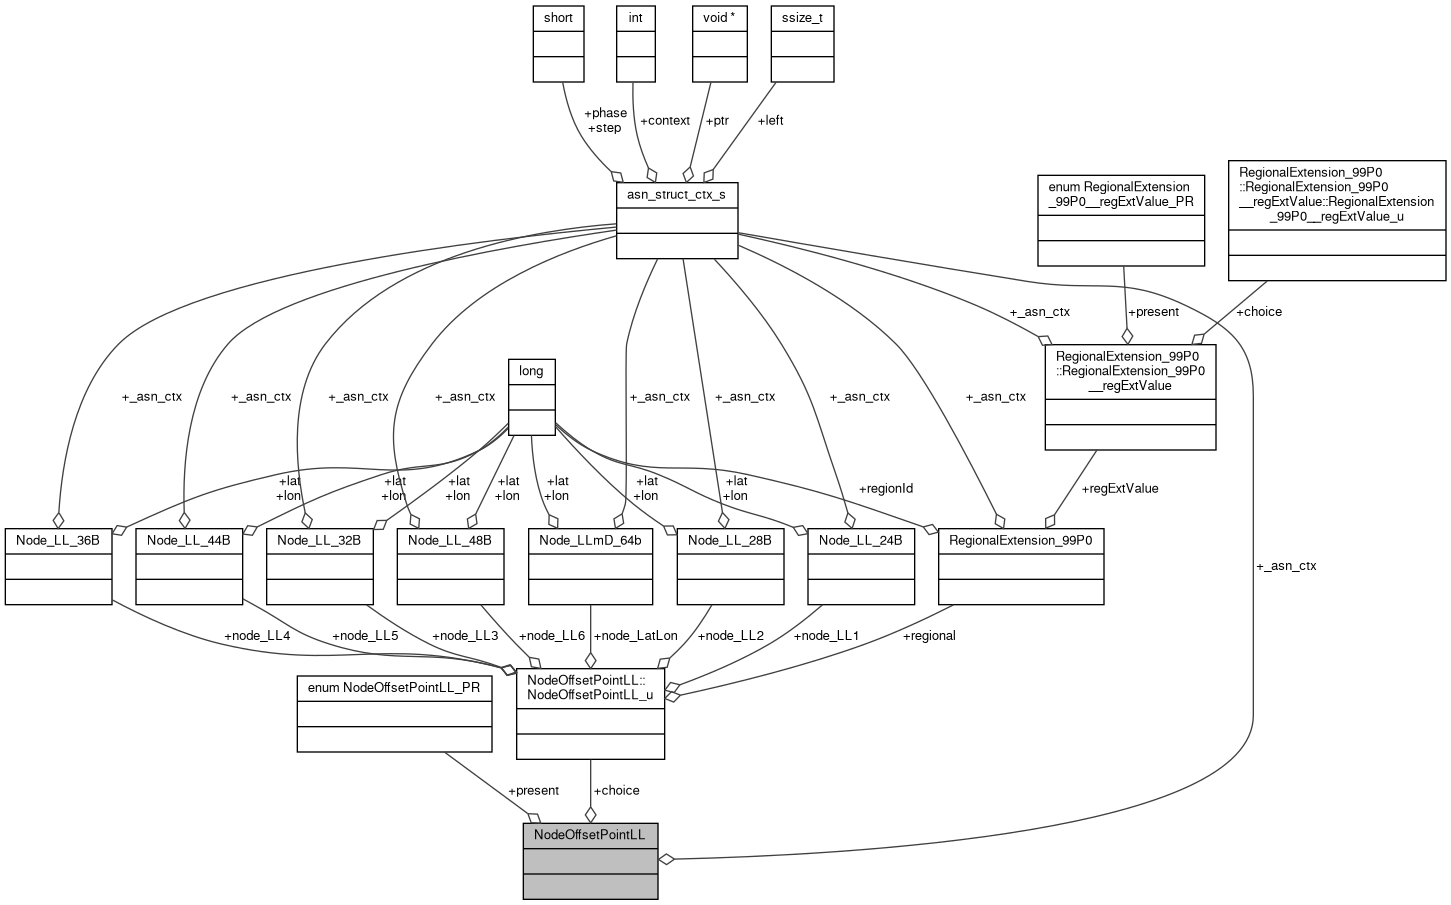 short
int
void *
ssize_t
+phase
+step
+context
+ptr
+left
asn_struct_ctx_s
enum RegionalExtension
_99P0__regExtValue_PR
RegionalExtension_99P0
::RegionalExtension_99P0
__regExtValue::RegionalExtension
_99P0__regExtValue_u
+_asn_ctx
+present
+choice
RegionalExtension_99P0
::RegionalExtension_99P0
__regExtValue
long
+_asn_ctx
+_asn_ctx
+_asn_ctx
+_asn_ctx
+_asn_ctx
+_asn_ctx
+_asn_ctx
+_asn_ctx
+lat
+lon
+lat
+lon
+lat
+lon
+lat
+lon
+lat
+lon
+lat
+lon
+lat
+lon
+regionId
+regExtValue
Node_LL_36B
Node_LL_44B
Node_LL_32B
Node_LL_48B
Node_LLmD_64b
Node_LL_28B
Node_LL_24B
RegionalExtension_99P0
+_asn_ctx
+node_LL4
+node_LL5
+node_LL3
+node_LL6
+node_LatLon
+node_LL2
+node_LL1
+regional
enum NodeOffsetPointLL_PR
NodeOffsetPointLL::
NodeOffsetPointLL_u
+present
+choice
NodeOffsetPointLL